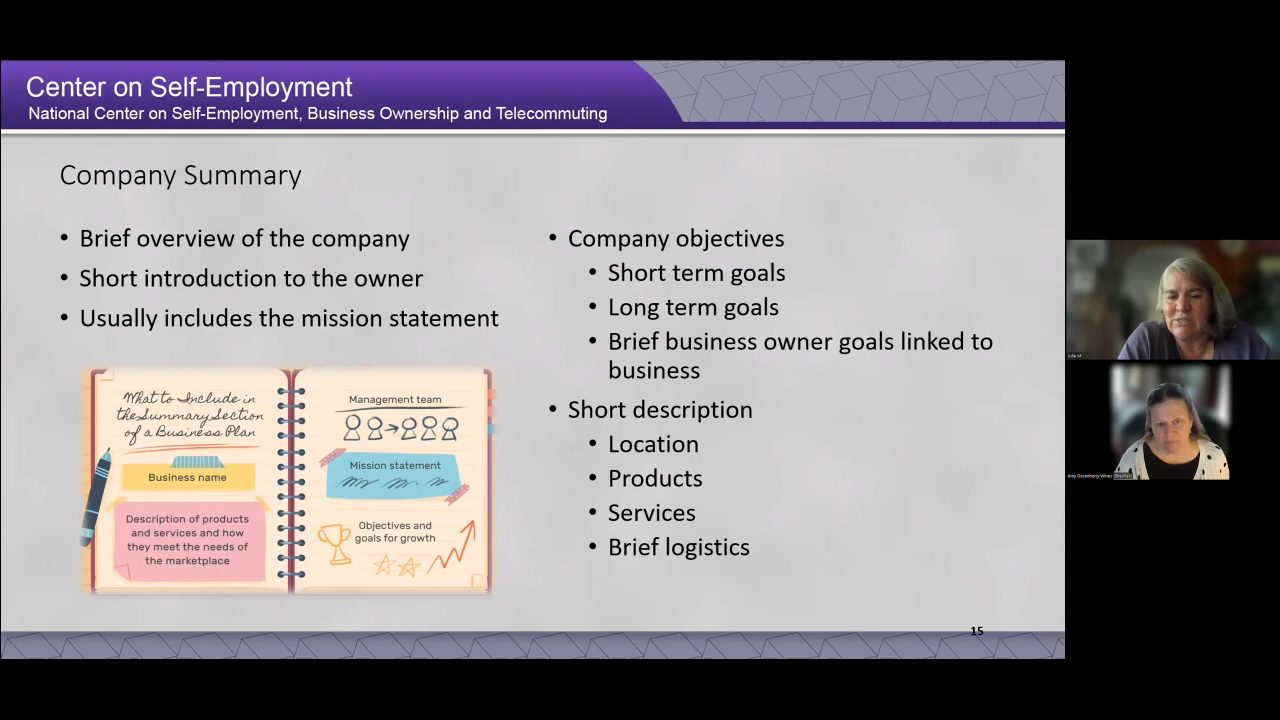 Center on Self-Employment
National Center on Self-Employment, Business Ownership and Telecommuting
Company Summary
• Brief overview of the company
• Short introduction to the owner
• Usually includes the mission statement
What to Include in
the Summary Section
of a Business Plan
Business name
Description of products
and services and how
they meet the needs of
the marketplace
Management team
Mission statement
Objectives and
goals for growth
• Company objectives
• Short term goals
• Long term goals
• Brief business owner goals linked to
business
• Short description
• Location
• Products
• Services
• Brief logistics
15
Julie M